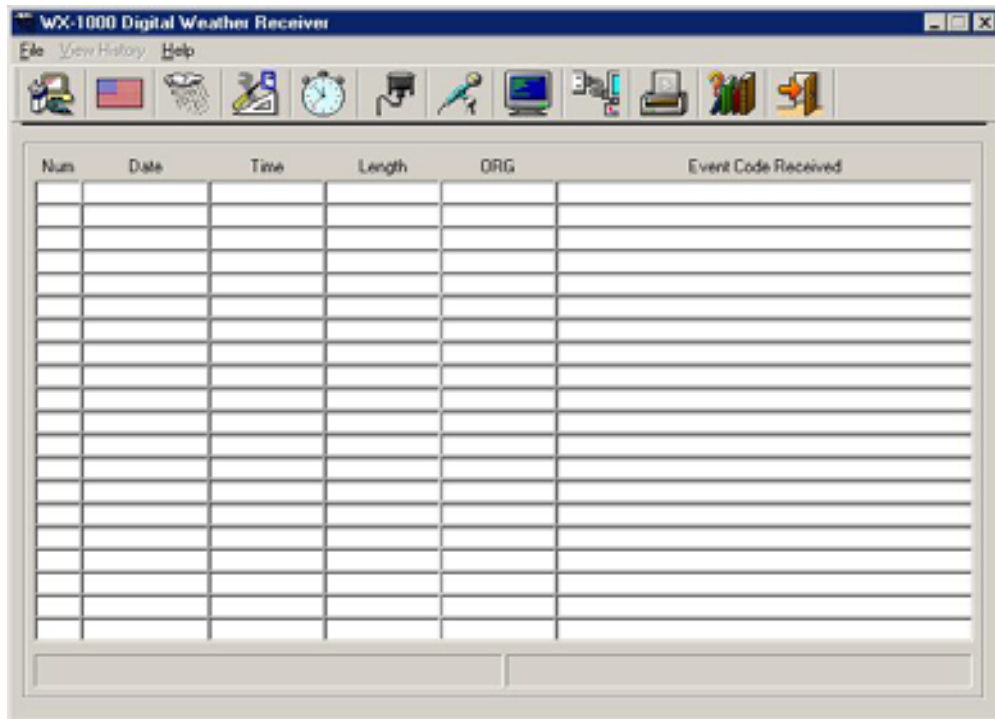 WX-1000 Digital Weather Receiver
File View History Help
Num Date Time Length ORG Event Code Received